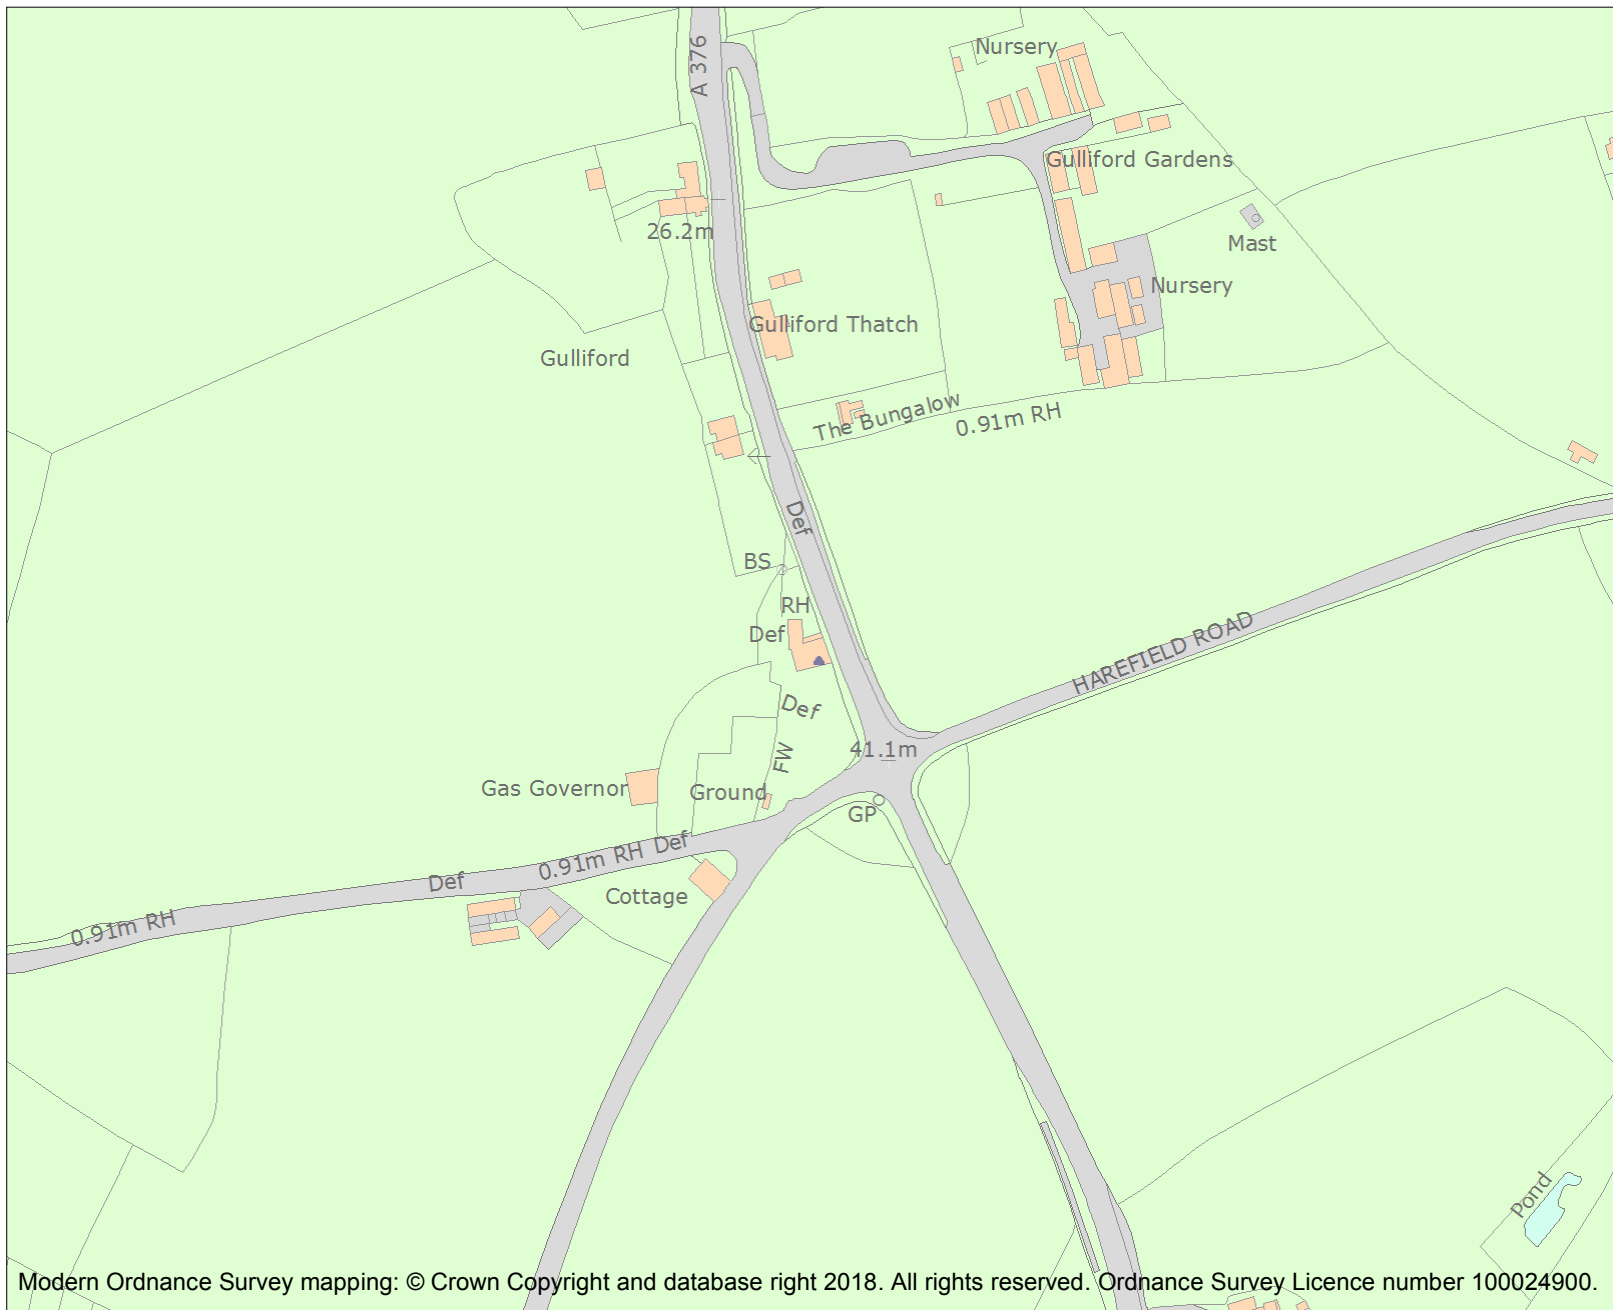 A 376
Nursery
Gulliford Gardens
26.2m
Mast
Nursery
Gulliford Thatch
Gulliford
The Bungalow
0.91m RH
Def
BS
RH
Def
HAREFIELD ROAD
Def
41.1m
FW
Gas Governor
Ground
GP
0.91m RH
Def
Def
Cottage
0.91m RH
Pond
Modern Ordnance Survey mapping: © Crown Copyright and database right 2018. All rights reserved. Ordnance Survey Licence number 100024900.